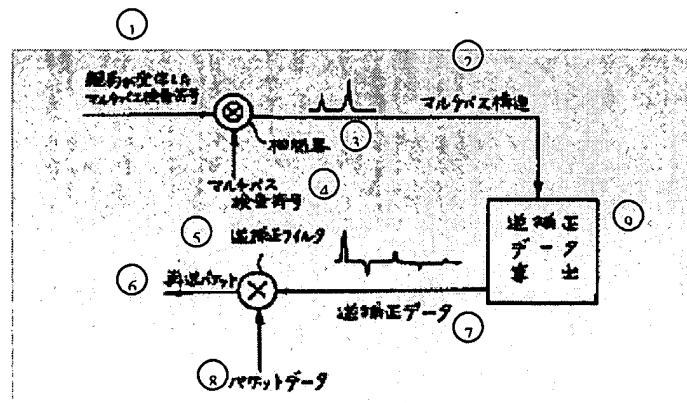 1
2
親局が受信した
マルチパス検査符号
マルチパス構造
3
相関器
マルチパス
検査符号
4
5
逆補正フィルタ
逆補正
データ
算出
9
6
再送パケット
逆補正データ
7
8 パケットデータ